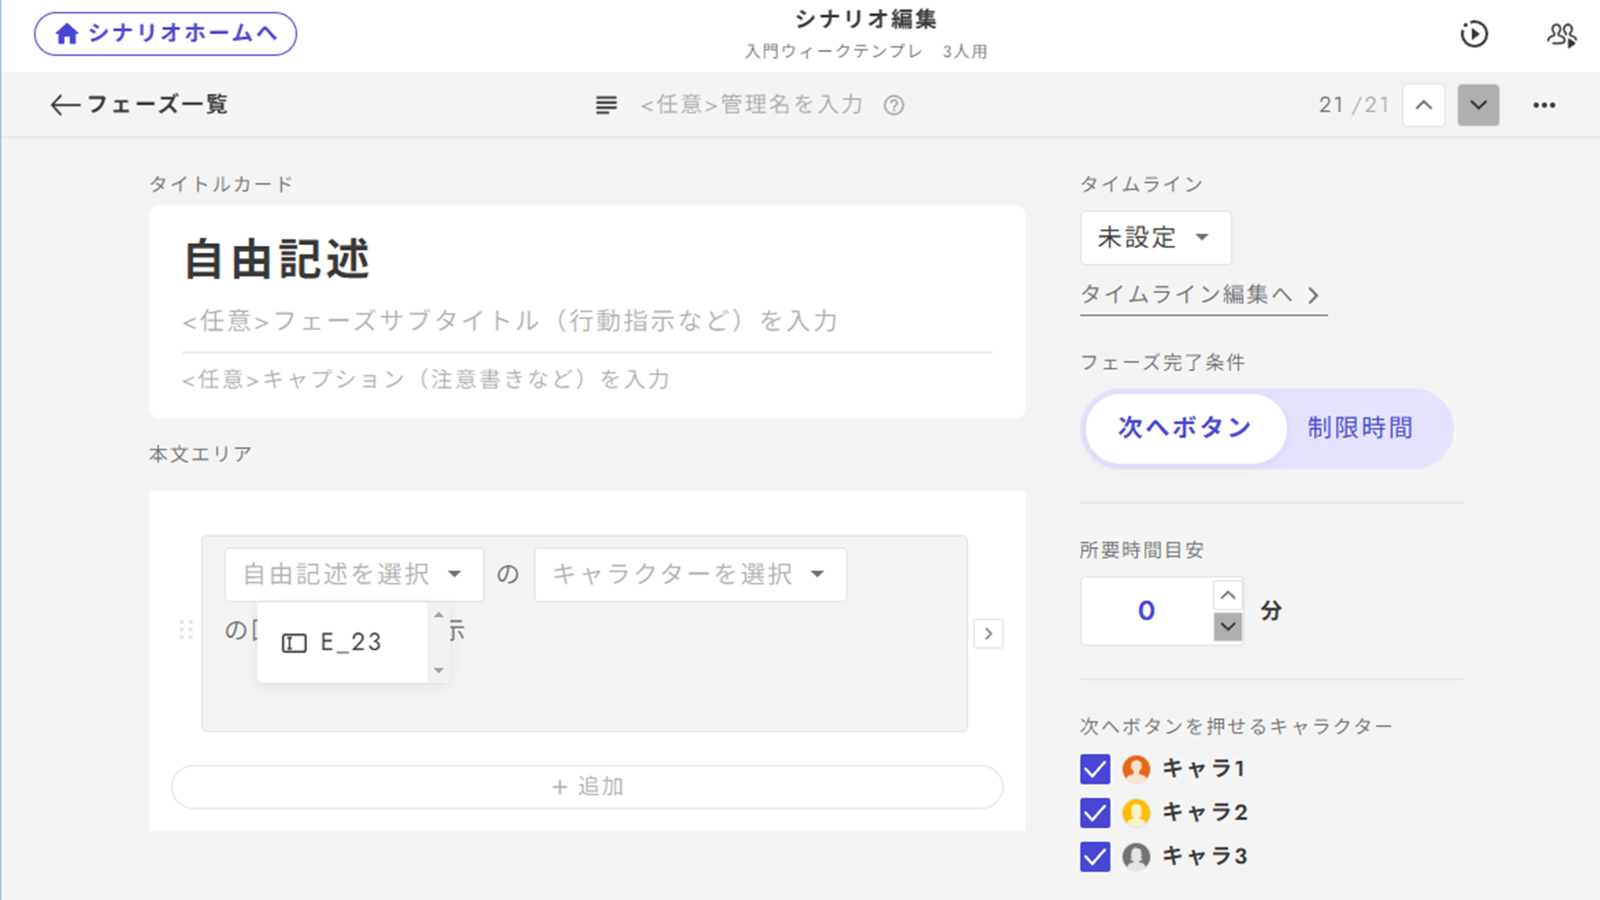 シナリオホームへ
シナリオ編集
入門ウィークテンプレ 3人用
フェーズ一覧
<任意>管理名を入力
21 /21
タイトルカード
自由記述
<任意>フェーズサブタイトル（行動指示など）を入力
<任意>キャプション（注意書きなど）を入力
本文エリア
自由記述を選択 の キャラクターを選択
の
示
E_23
+ 追加
タイムライン
未設定
タイムライン編集へ
フェーズ完了条件
次へボタン 制限時間
所要時間目安
0 分
次へボタンを押せるキャラクター
キャラ1
キャラ2
キャラ3